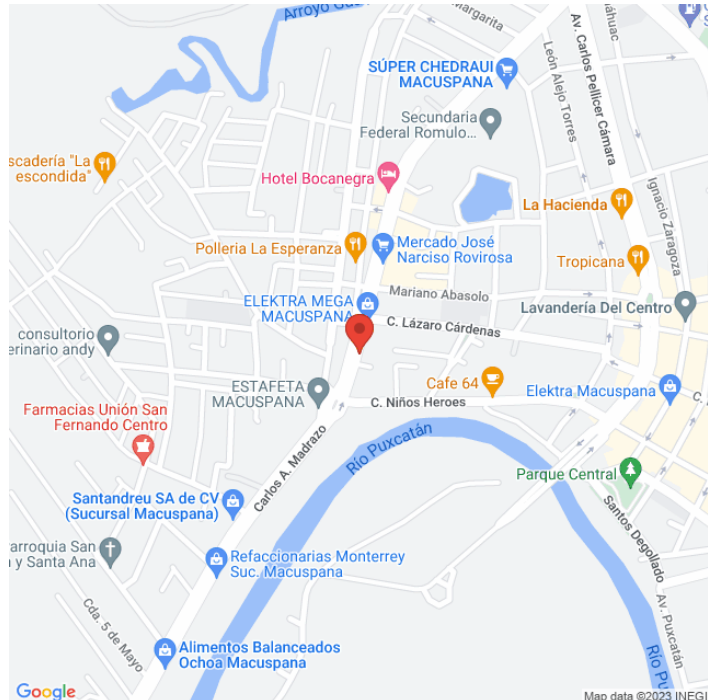 Arroyo
Margarita
SÚPER CHEDRAUI
MACUSPANA
León Alejo Torres
Av. Carlos Pellicer Cámara
Secundaria
Federal Romulo...
scadería "La
escondida"
Hotel Bocanegra
La Hacienda
Ignacio Zaragoza
Polleria La Esperanza
Mercado José
Narciso Rovirosa
Tropicana
Mariano Abasolo
ELEKTRA MEGA
MACUSPANA
C. Lázaro Cárdenas
Lavandería Del Centro
consultorio
erinario andy
ESTAFETA
MACUSPANA
Cafe 64
Elektra Macuspana
C. Niños Heroes
Farmacias Unión San
Fernando Centro
Carlos A. Madrazo
Río Puxcatán
Parque Central
Santandreu SA de CV
(Sucursal Macuspana)
Santos Degollado
arroquia San
y Santa Ana
Refaccionarias Monterrey
Suc. Macuspana
Cda. 5 de Mayo
Av. Puxcatán
Río
Alimentos Balanceados
Ochoa Macuspana
Google
Map data ©2023 INEGI